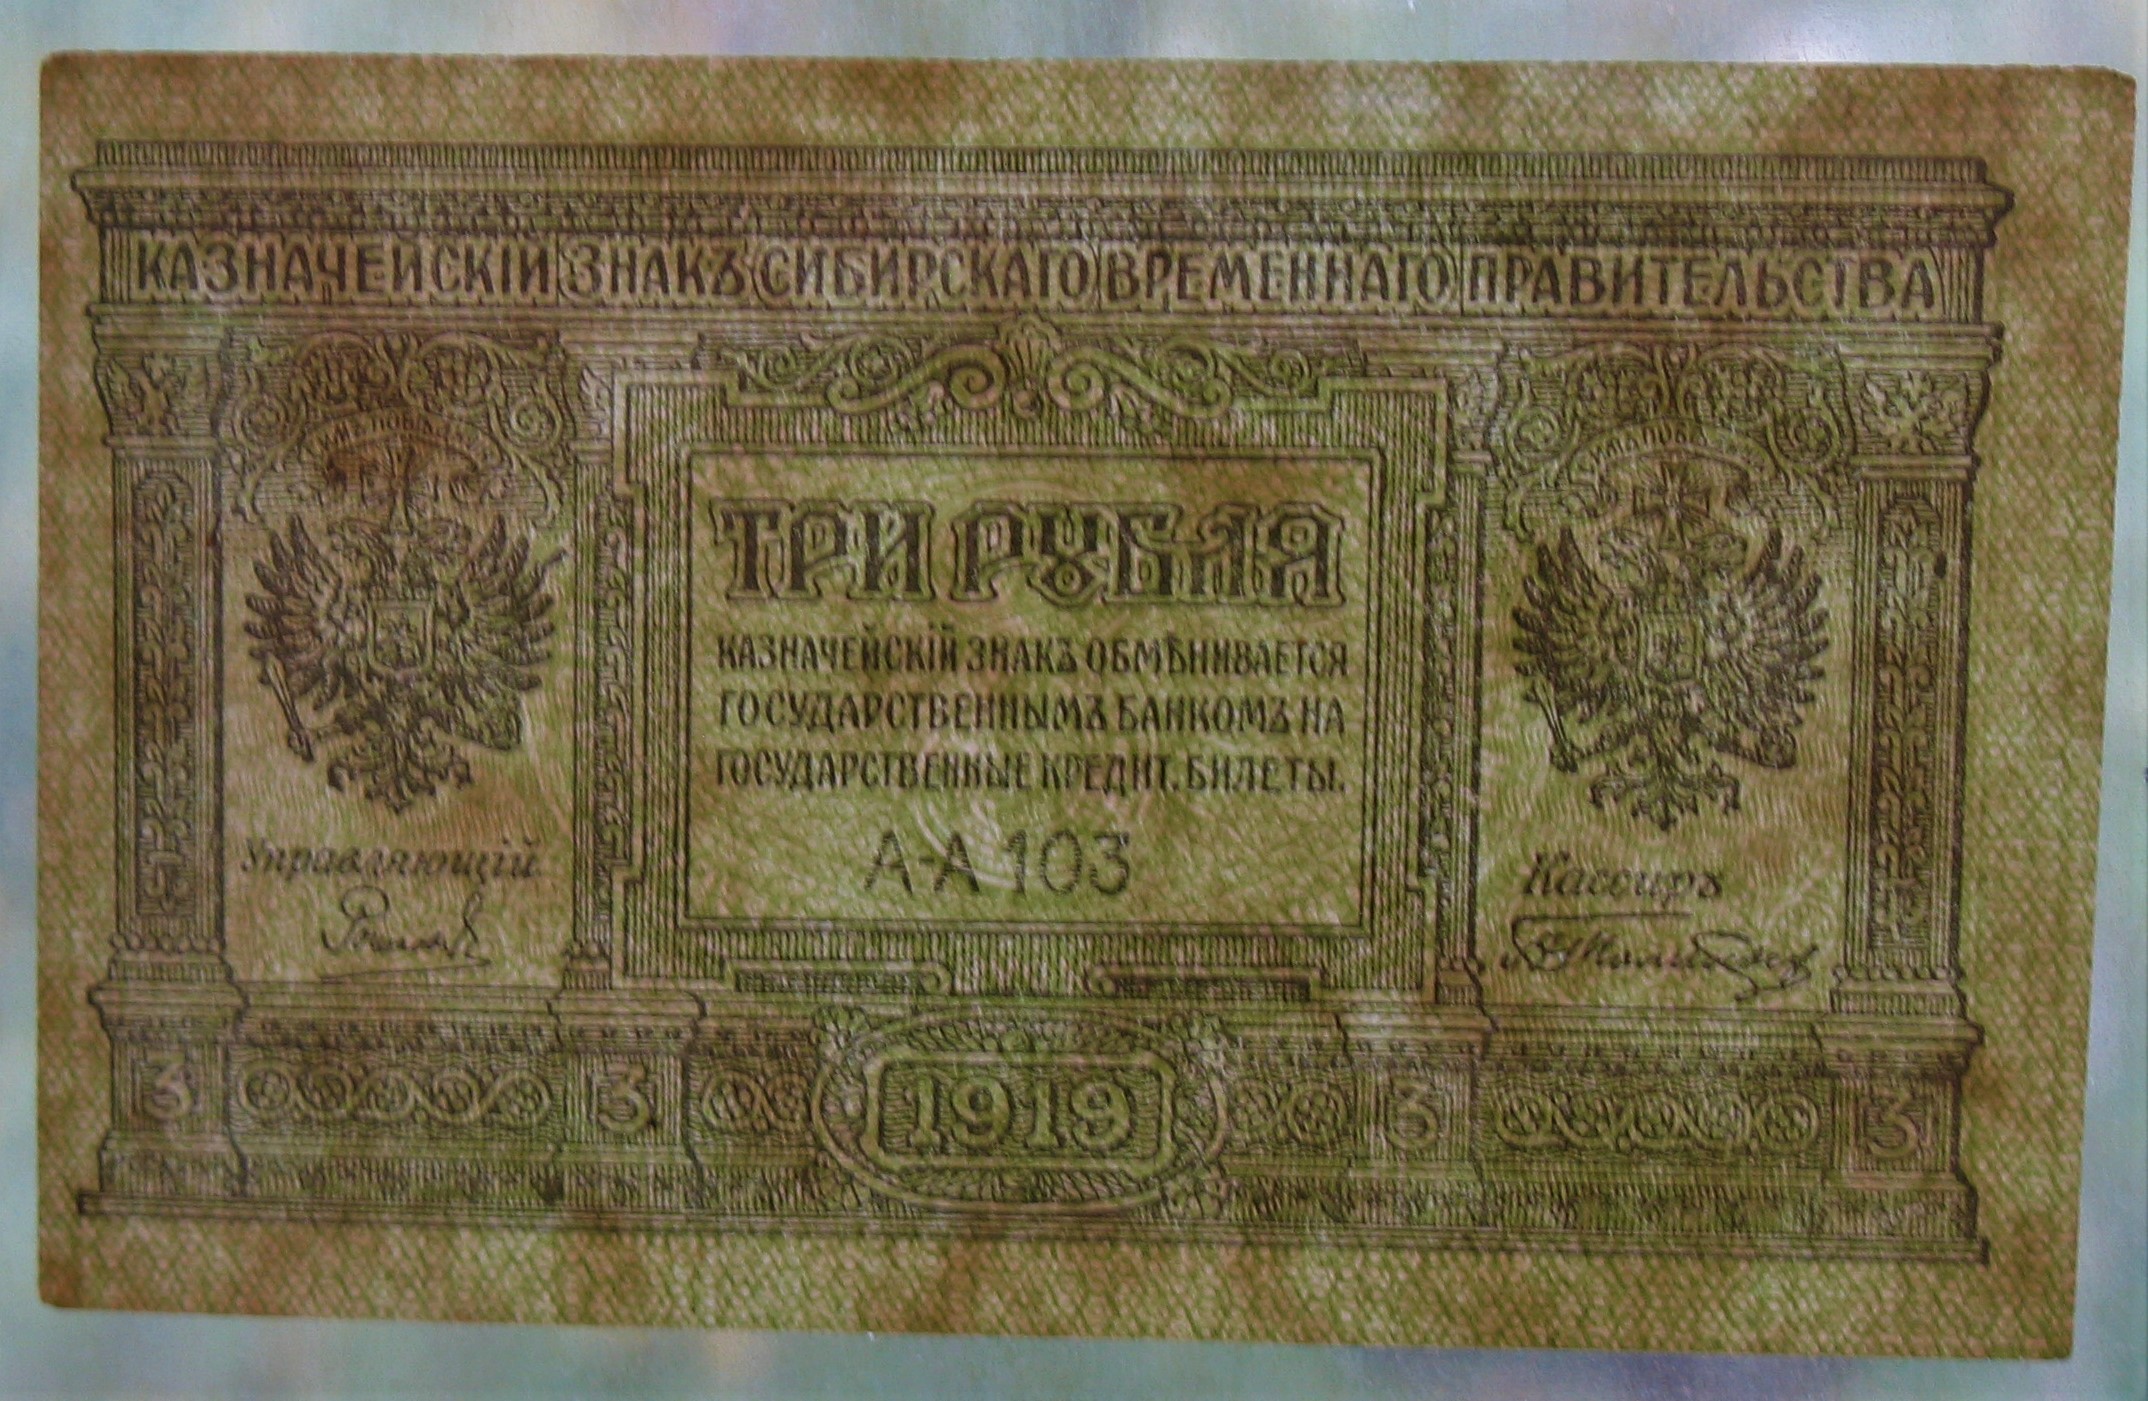 КАЗНАЧЕЙСКІЙ ЗНАКЪ СИБИРСКАГО ВРЕМЕННАГО ПРАВИТЕЛЬСТВА
ТРИ РУБЛЯ
КАЗНАЧЕЙСКІЙ ЗНАКЪ ОБМѢНИВАЕТСЯ
ГОСУДАРСТВЕННЫМЪ БАНКОМЪ НА
ГОСУДАРСТВЕННЫЕ КРЕДИТ. БИЛЕТЫ.
А-А 103
Управляющій
Кассиръ
3 3 3 3
1919